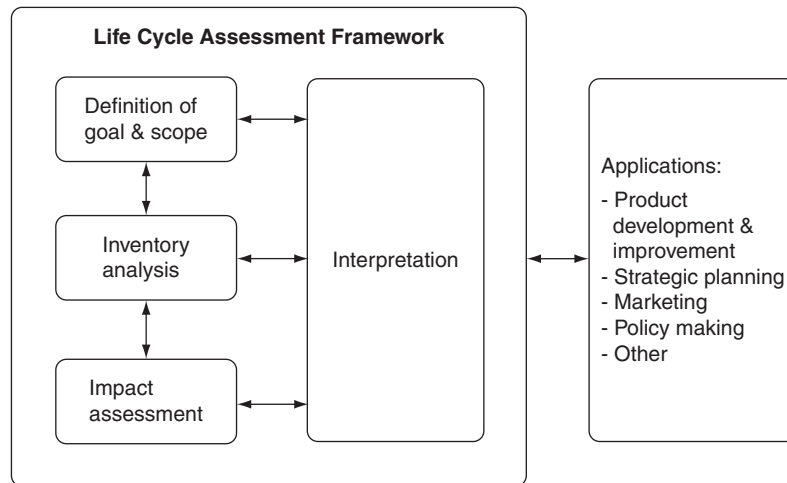 Life Cycle Assessment Framework
Definition of
goal & scope
Inventory
analysis
Impact
assessment
Interpretation
Applications:
- Product
development &
improvement
- Strategic planning
- Marketing
- Policy making
- Other